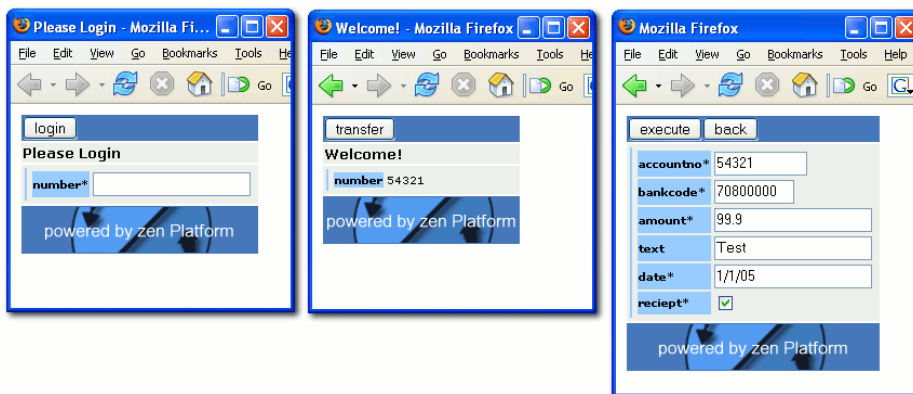 Please Login - Mozilla Fi...
File Edit View Go Bookmarks Tools He
Go
login
Please Login
number*
powered by zen Platform
Welcome! - Mozilla Firefox
File Edit View Go Bookmarks Tools He
Go
transfer
Welcome!
number 54321
powered by zen Platform
Mozilla Firefox
File Edit View Go Bookmarks Tools Help
Go G
execute back
accountno* 54321
bankcode* 70800000
amount* 99.9
text Test
date* 1/1/05
reciept*
powered by zen Platform